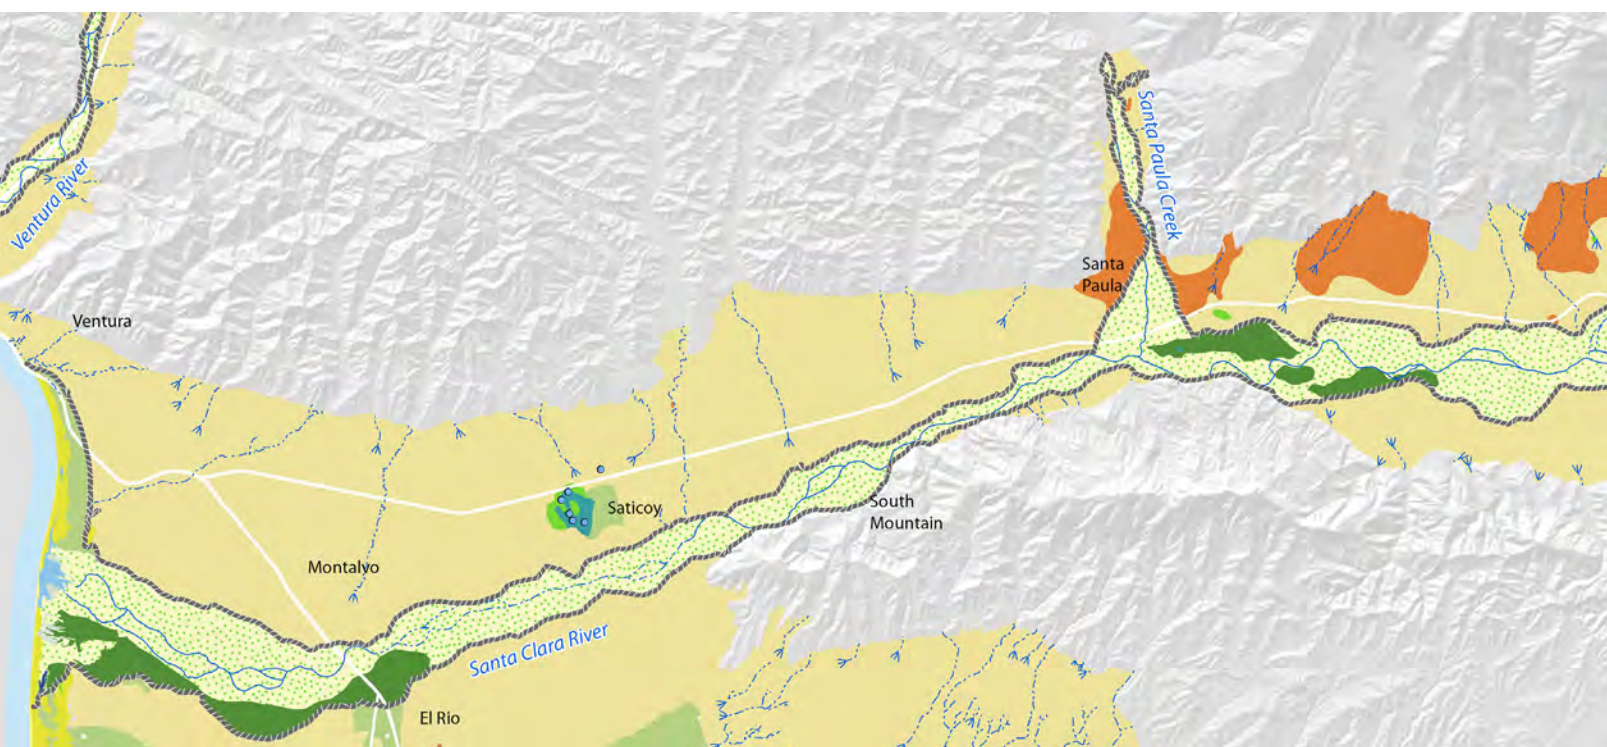 Santa Paula Creek
Ventura River
Santa
Paula
Ventura
Saticoy
South
Mountain
Montalvo
Santa Clara River
El Rio